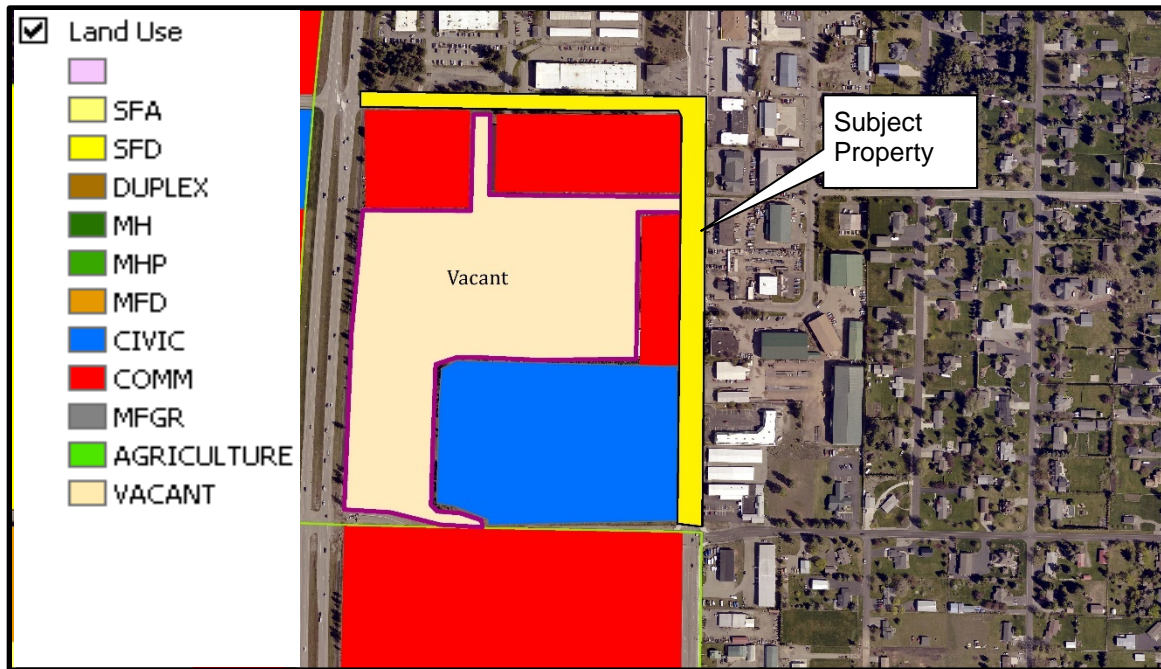 Land Use
SFA
SFD
DUPLEX
MH
MHP
MFD
CIVIC
COMM
MFGR
AGRICULTURE
VACANT
Vacant
Subject
Property